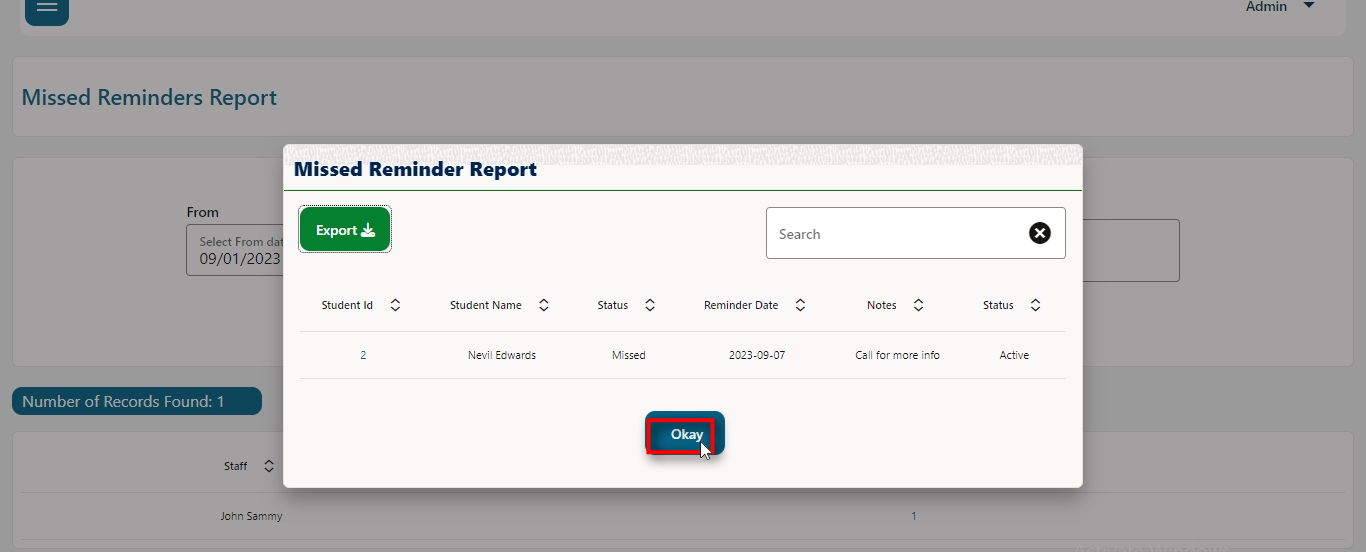 Admin
Missed Reminders Report
Missed Reminder Report
From
Select From dat
09/01/2023
Export
Search
Student Id Student Name Status Reminder Date Notes Status
2 Nevil Edwards Missed 2023-09-07 Call for more info Active
Number of Records Found: 1
Okay
Staff
John Sammy 1